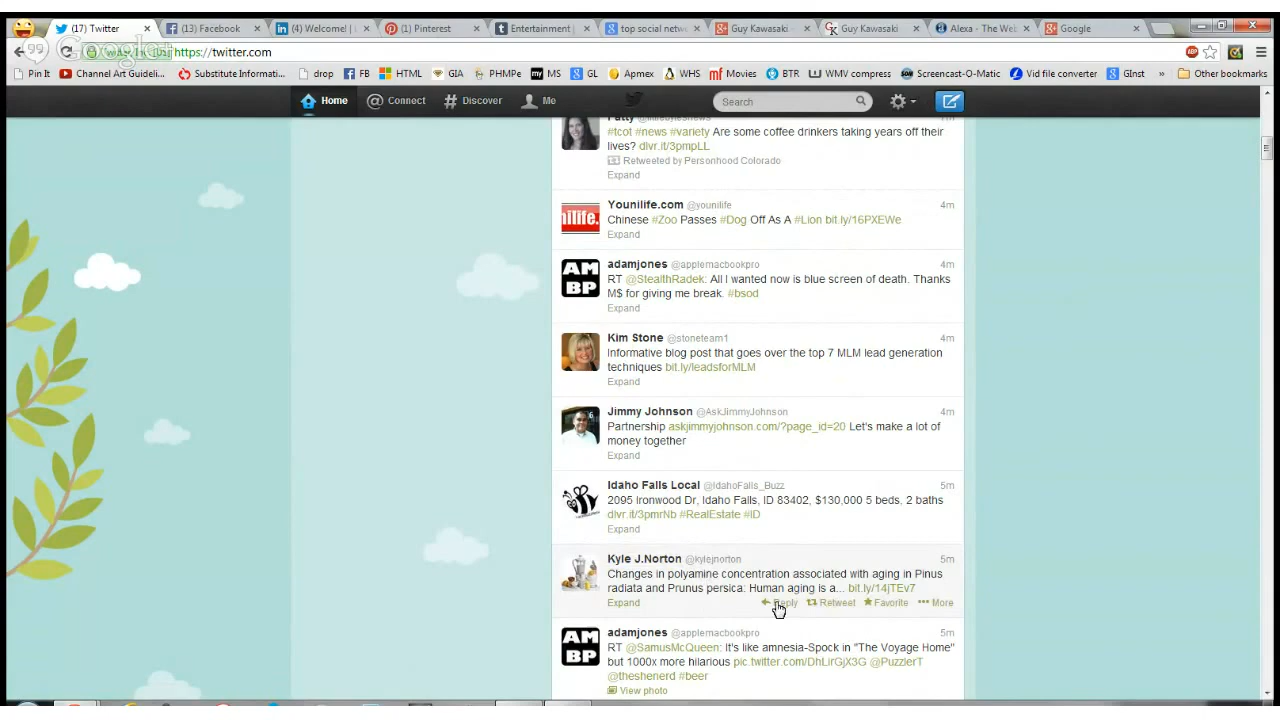 (17) Twitter
(13) Facebook
(4) Welcome!
(1) Pinterest
Entertainment
top social netw
Guy Kawasaki
Guy Kawasaki
Alexa - The Web
Google
Google+
https://twitter.com
Pin It
Channel Art Guideli...
Substitute Informati...
drop
FB
HTML
GIA
PHMPe
MS
GL
Apmex
WHS
Movies
BTR
WMV compress
Screencast-O-Matic
Vid file converter
GInst
»
Other bookmarks
Home
Connect
Discover
Me
Search
#tcot #news #variety Are some coffee drinkers taking years off their
lives? dlvr.it/3pmpLL
Retweeted by Personhood Colorado
Expand
Younilife.com @younilife 4m
Chinese #Zoo Passes #Dog Off As A #Lion bit.ly/16PXEWe
Expand
adamjones @applemacbookpro 4m
RT @StealthRadek: All I wanted now is blue screen of death. Thanks
M$ for giving me break. #bsod
Expand
Kim Stone @stoneteam1 4m
Informative blog post that goes over the top 7 MLM lead generation
techniques bit.ly/leadsforMLM
Expand
Jimmy Johnson @AskJimmyJohnson 4m
Partnership askjimmyjohnson.com/?page_id=20 Let's make a lot of
money together
Expand
Idaho Falls Local @IdahoFalls_Buzz 5m
2095 Ironwood Dr, Idaho Falls, ID 83402, $130,000 5 beds, 2 baths
dlvr.it/3pmrNb #RealEstate #ID
Expand
Kyle J.Norton @kylejnorton 5m
Changes in polyamine concentration associated with aging in Pinus
radiata and Prunus persica: Human aging is a... bit.ly/14jTEv7
Expand Reply Retweet Favorite More
AM
BP
adamjones @applemacbookpro 5m
RT @SamusMcQueen: It's like amnesia-Spock in "The Voyage Home"
but 1000x more hilarious pic.twitter.com/DhLirGjX3G @PuzzlerT
@theshenerd #beer
View photo